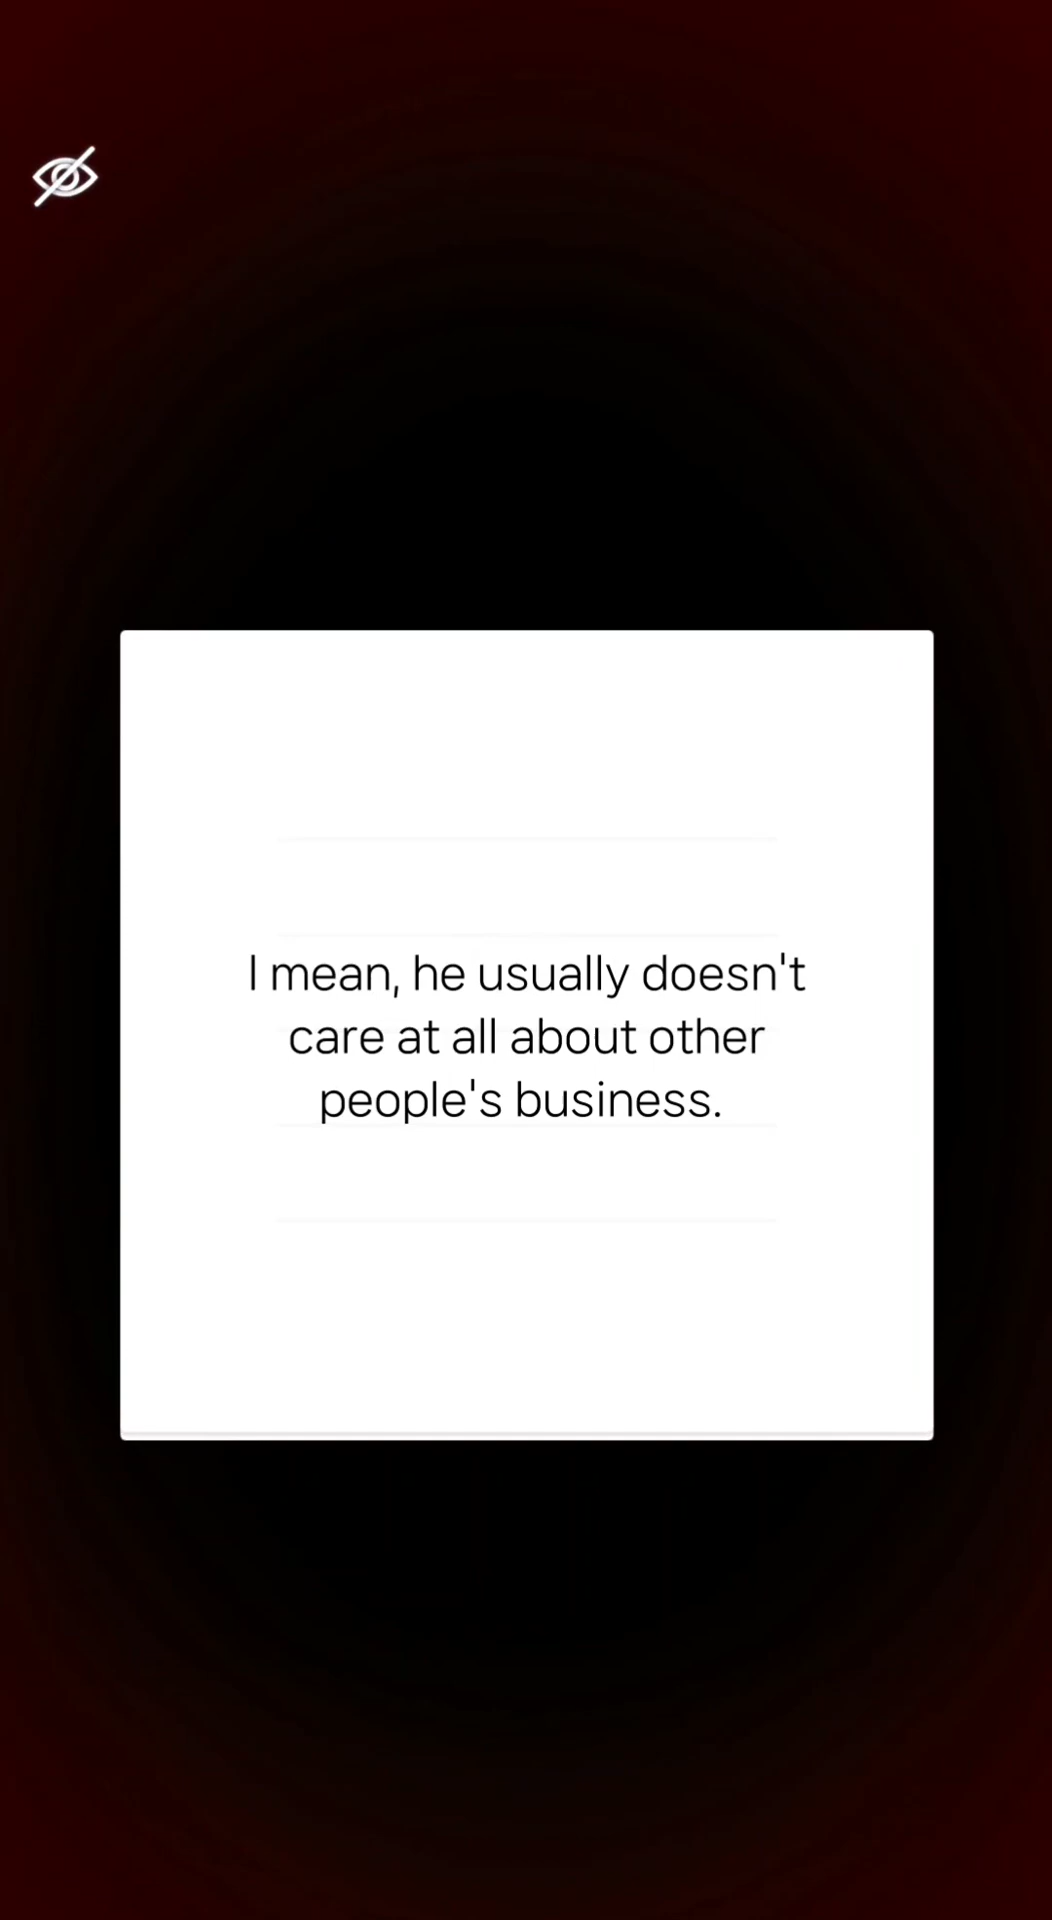 I mean, he usually doesn't
care at all about other
people's business.